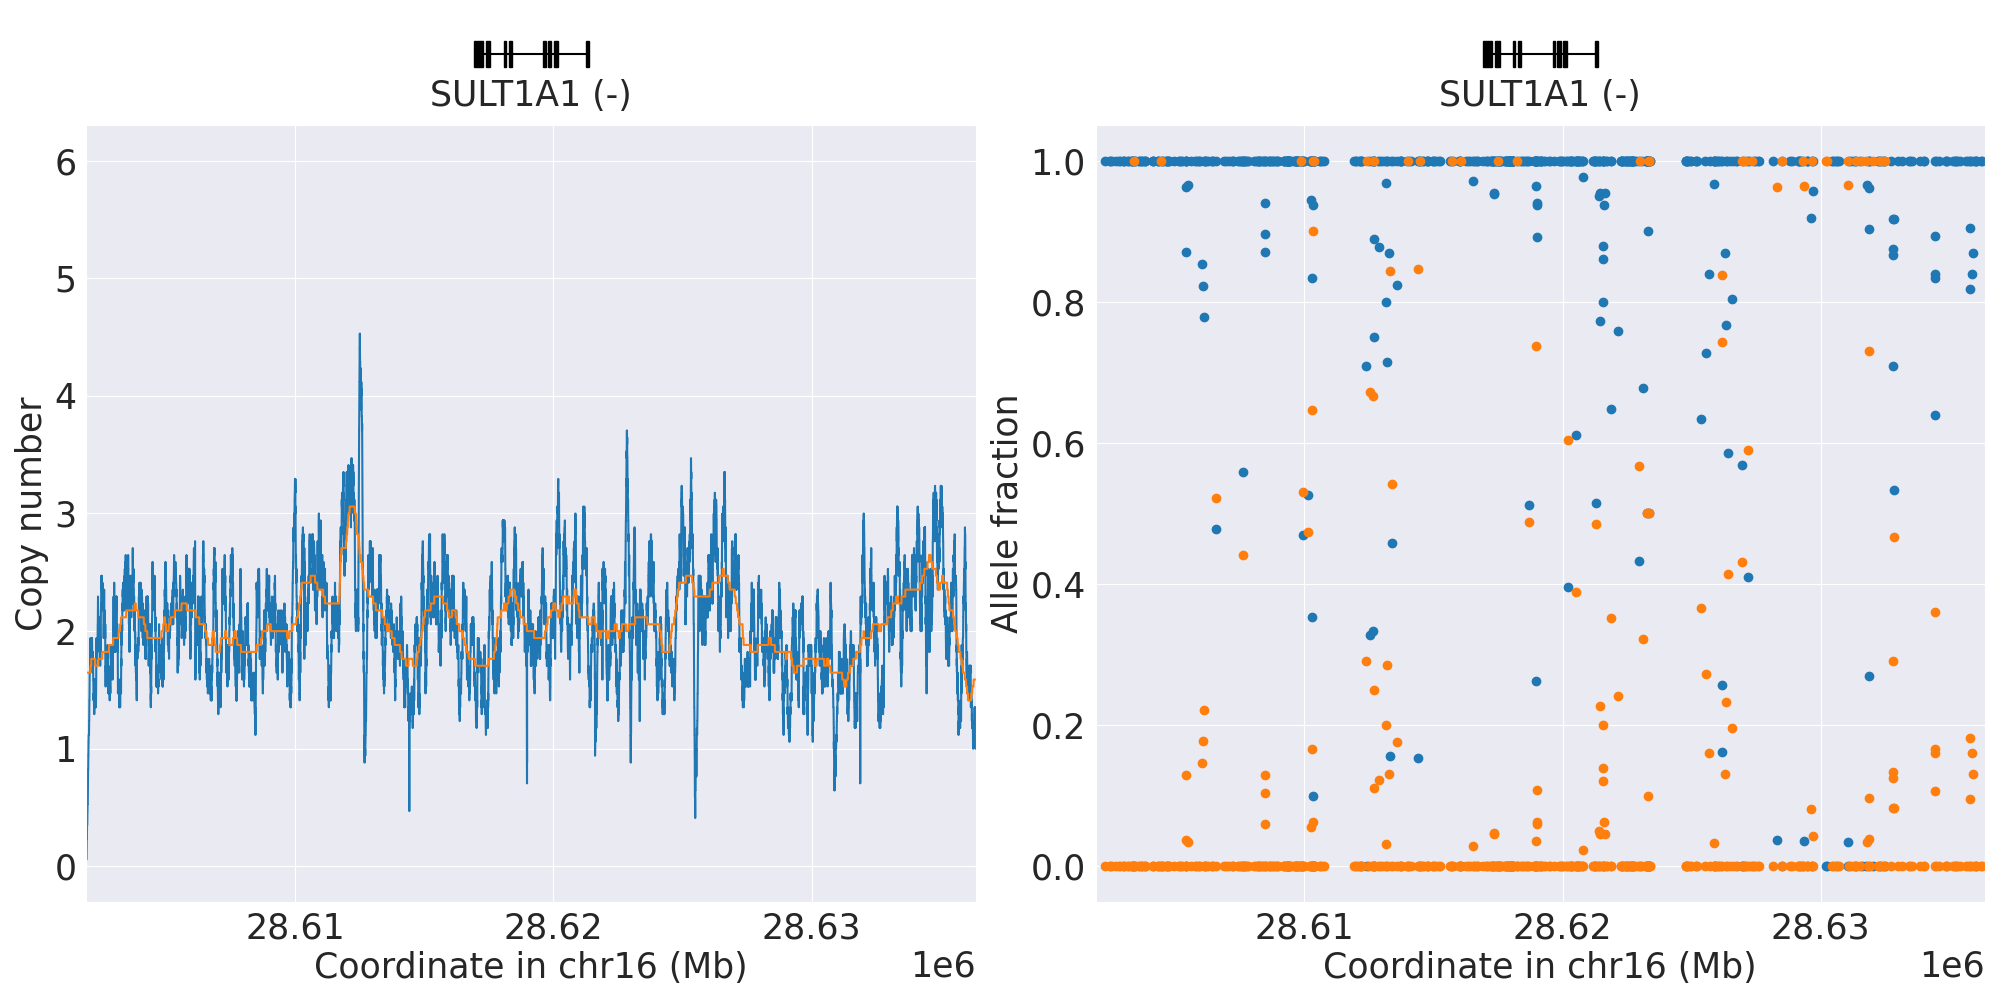 SULT1A1 (-)
Copy number
6
5
4
3
2
1
0
28.61
28.62
28.63
Coordinate in chr16 (Mb)
1e6
SULT1A1 (-)
Allele fraction
1.0
0.8
0.6
0.4
0.2
0.0
28.61
28.62
28.63
Coordinate in chr16 (Mb)
1e6